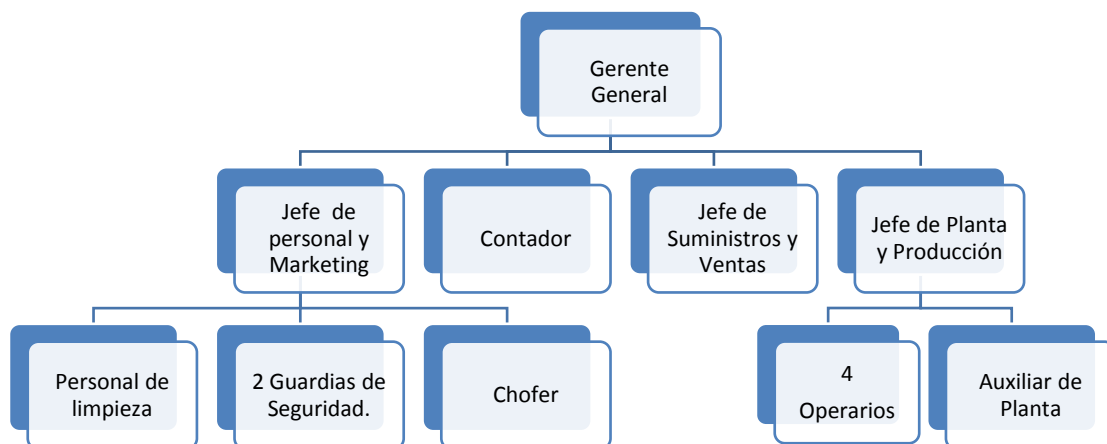 Gerente
General
Jefe de
personal y
Marketing
Contador
Jefe de
Suministros y
Ventas
Jefe de Planta
y Producción
Personal de
limpieza
2 Guardias de
Seguridad.
Chofer
4
Operarios
Auxiliar de
Planta